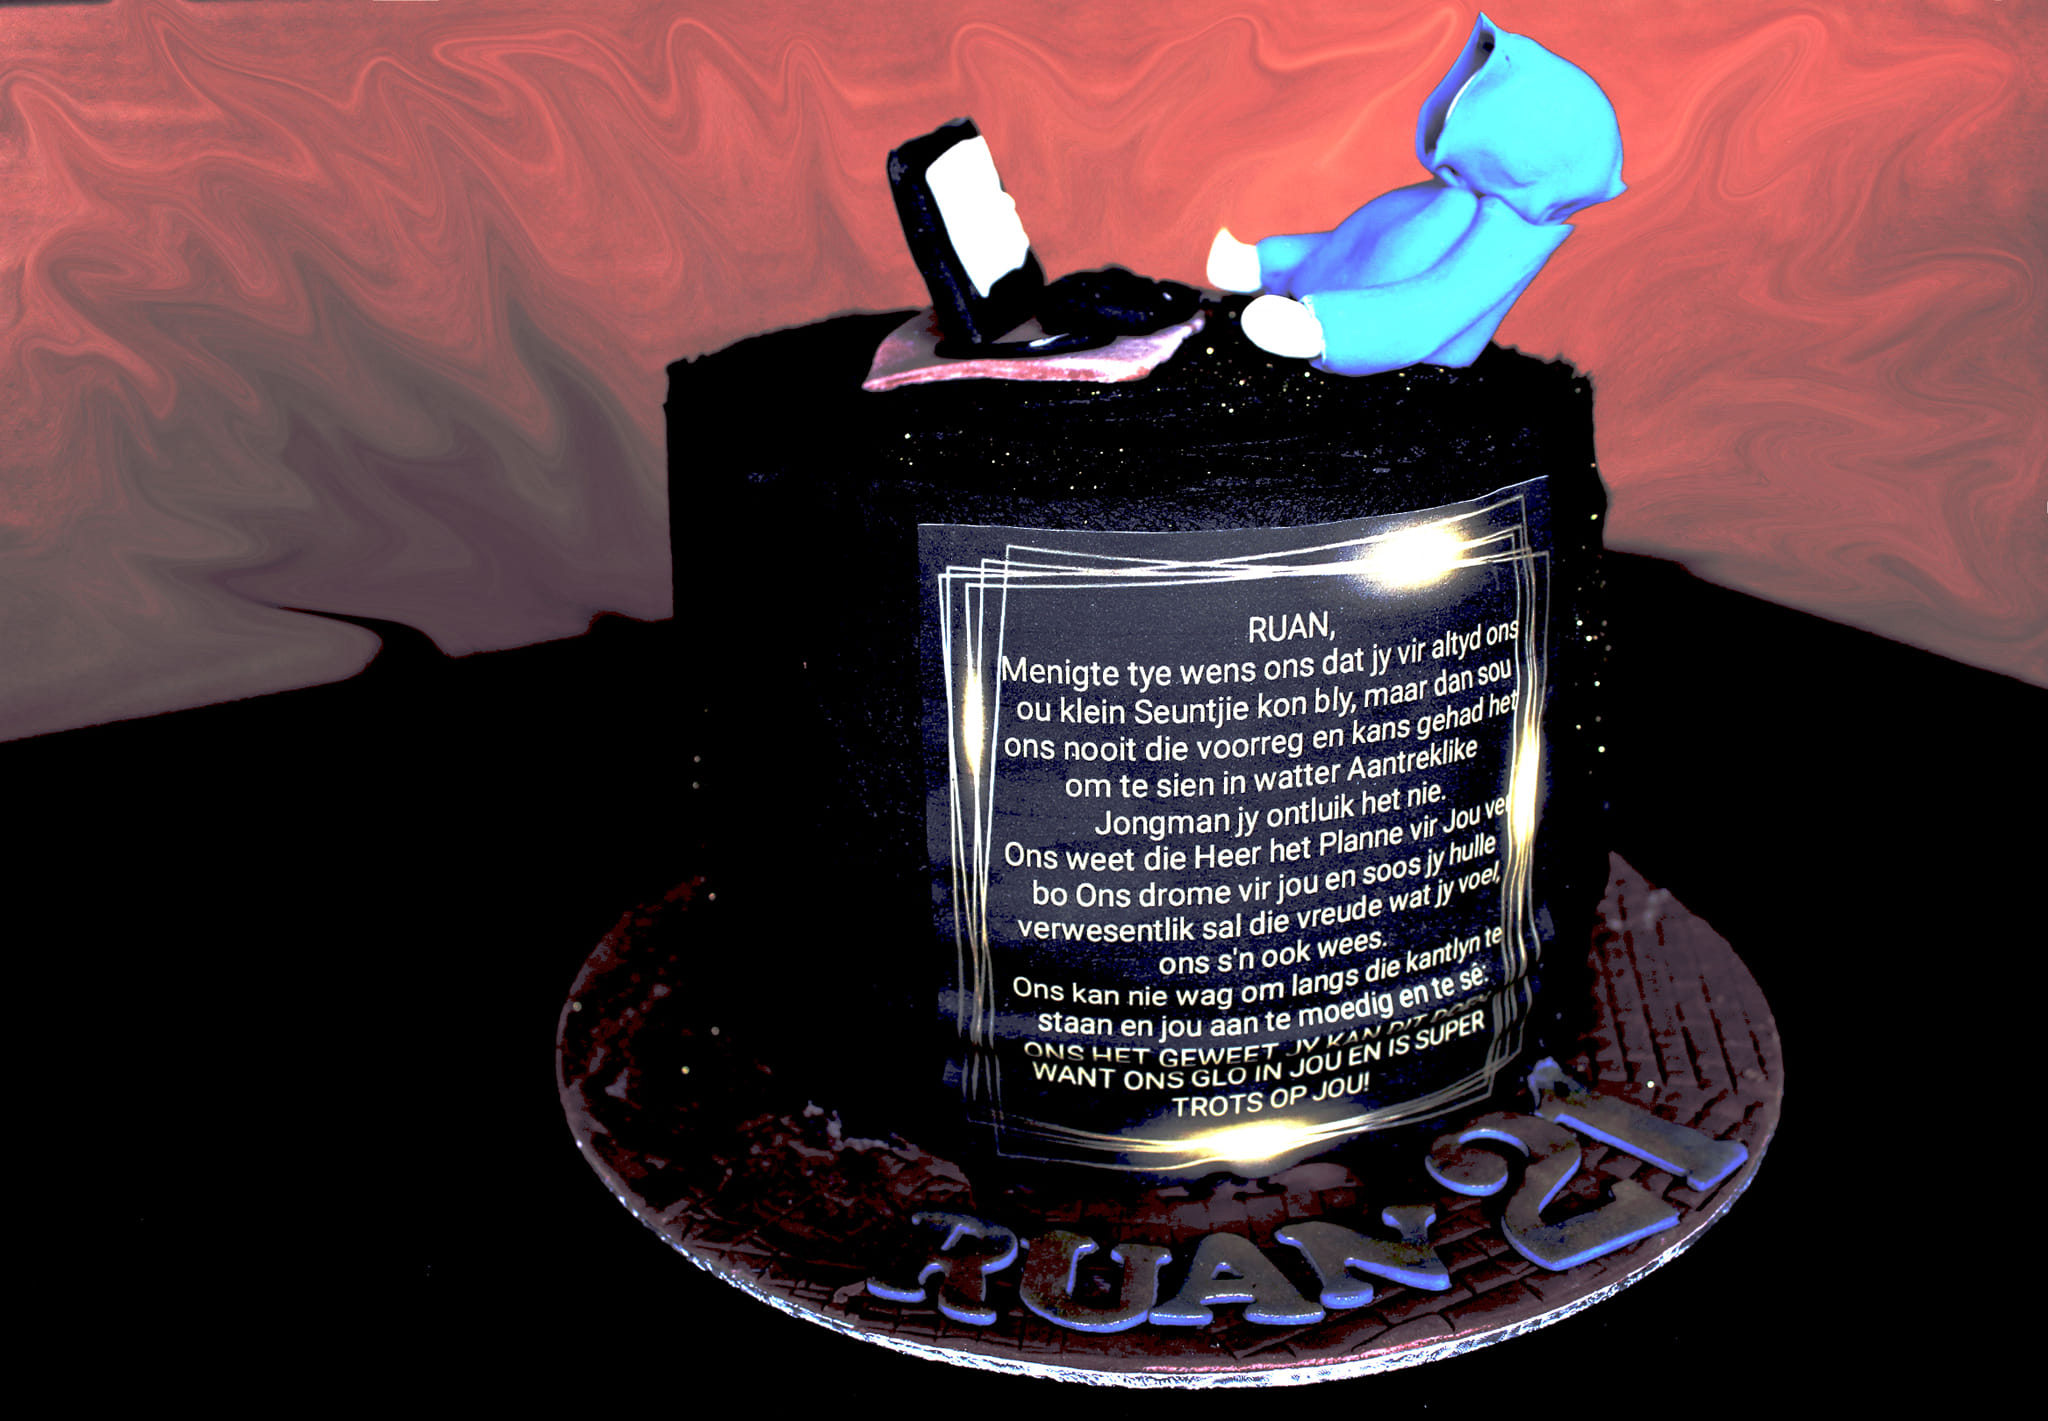 RUAN,
Menigte tye wens ons dat jy vir altyd ons
ou klein Seuntjie kon bly, maar dan sou
ons nooit die voorreg en kans gehad het
om te sien in watter Aantreklike
Jongman jy ontluik het nie.
Ons weet die Heer het Planne vir Jou ver
bo Ons drome vir jou en soos jy hulle
verwesentlik sal die vreude wat jy voel,
ons s'n ook wees.
Ons kan nie wag om langs die kantlyn te
staan en jou aan te moedig en te sê:
ONS HET GEWEET JY KAN DIT DOEN
WANT ONS GLO IN JOU EN IS SUPER
TROTS OP JOU!
RUAN 21